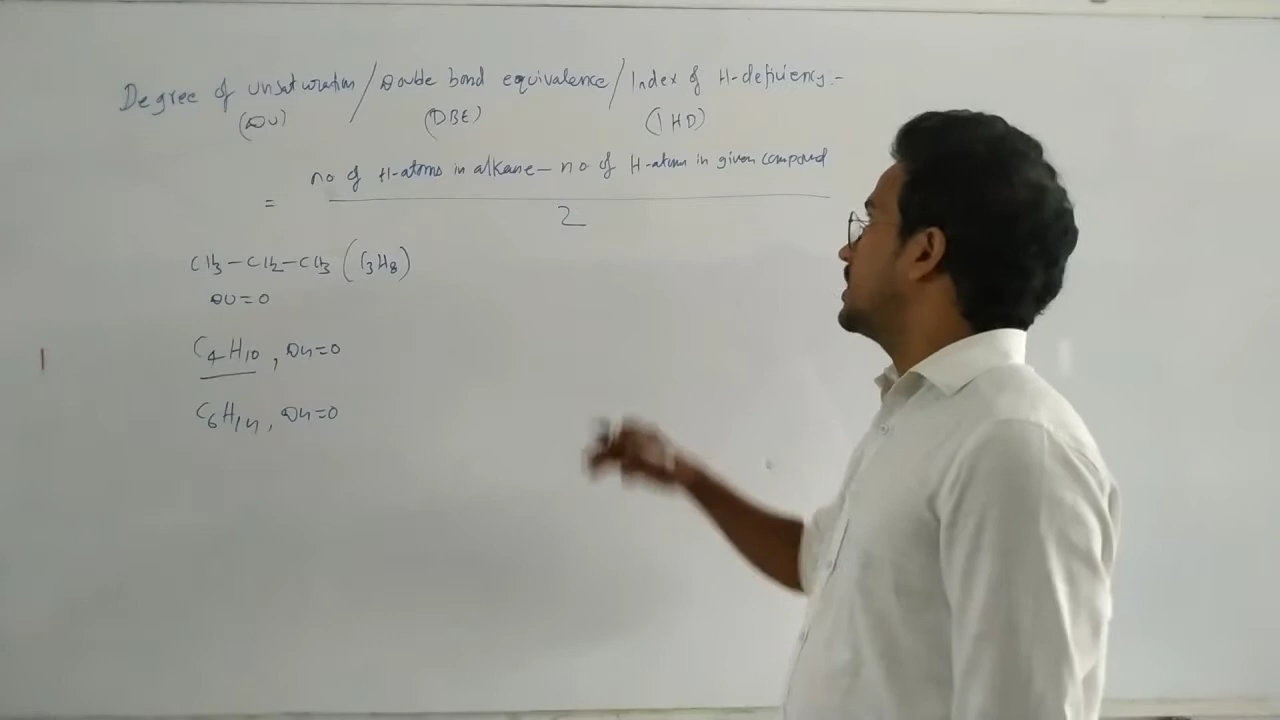 Degree of unsaturation / Double bond equivalence / Index of H-deficiency -
(DU) (DBE) (IHD)
= no of H-atoms in alkane - no of H-atom in given compound
2
CH3-CH2-CH3 (C3H8)
DU=0
C4H10, Du=0
C6H14, Du=0